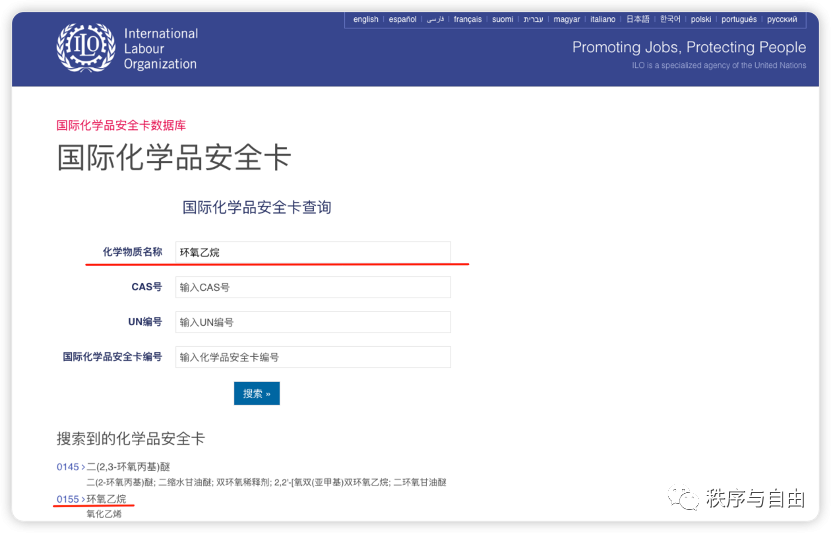 english | español | فارسی | français | suomi | עברית | magyar | italiano | 日本語 | 한국어 | polski | português | русский
International
Labour
Organization
ILO
Promoting Jobs, Protecting People
ILO is a specialized agency of the United Nations
国际化学品安全卡数据库
国际化学品安全卡
国际化学品安全卡查询
化学物质名称 环氧乙烷
CAS号 输入CAS号
UN编号 输入UN编号
国际化学品安全卡编号 输入化学品安全卡编号
搜索 »
搜索到的化学品安全卡
0145 › 二(2,3-环氧丙基)醚
二(2-环氧丙基)醚; 二缩水甘油醚; 双环氧稀释剂; 2,2'-[氧双(亚甲基)双环氧乙烷; 二环氧甘油醚
0155 › 环氧乙烷
氧化乙烯
秩序与自由